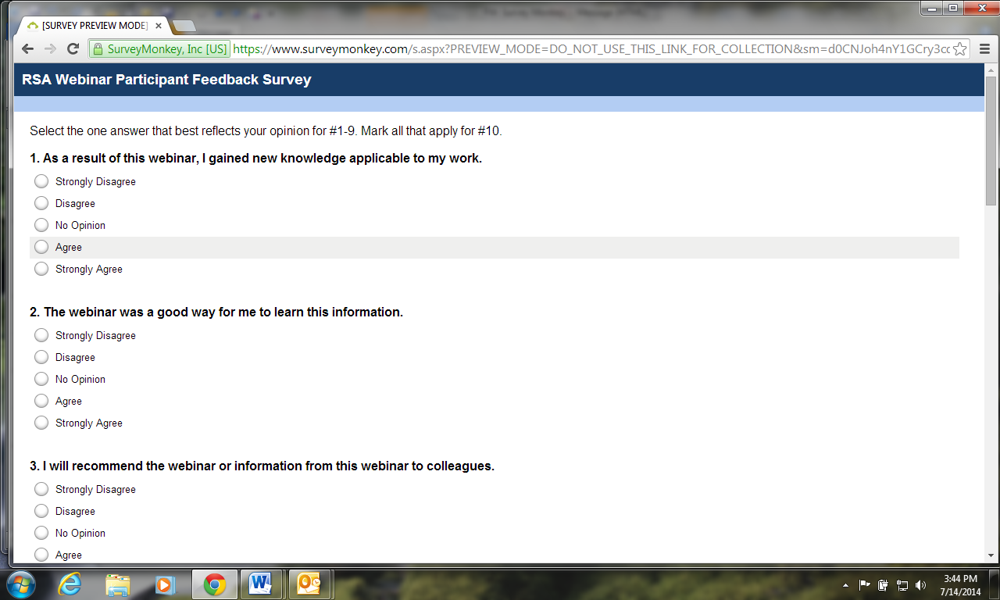 [SURVEY PREVIEW MODE]
SurveyMonkey, Inc [US] https://www.surveymonkey.com/s.aspx?PREVIEW_MODE=DO_NOT_USE_THIS_LINK_FOR_COLLECTION&sm=d0CNJoh4nY1GCry3cc
RSA Webinar Participant Feedback Survey
Select the one answer that best reflects your opinion for #1-9. Mark all that apply for #10.
1. As a result of this webinar, I gained new knowledge applicable to my work.
Strongly Disagree
Disagree
No Opinion
Agree
Strongly Agree
2. The webinar was a good way for me to learn this information.
Strongly Disagree
Disagree
No Opinion
Agree
Strongly Agree
3. I will recommend the webinar or information from this webinar to colleagues.
Strongly Disagree
Disagree
No Opinion
Agree
3:44 PM
7/14/2014